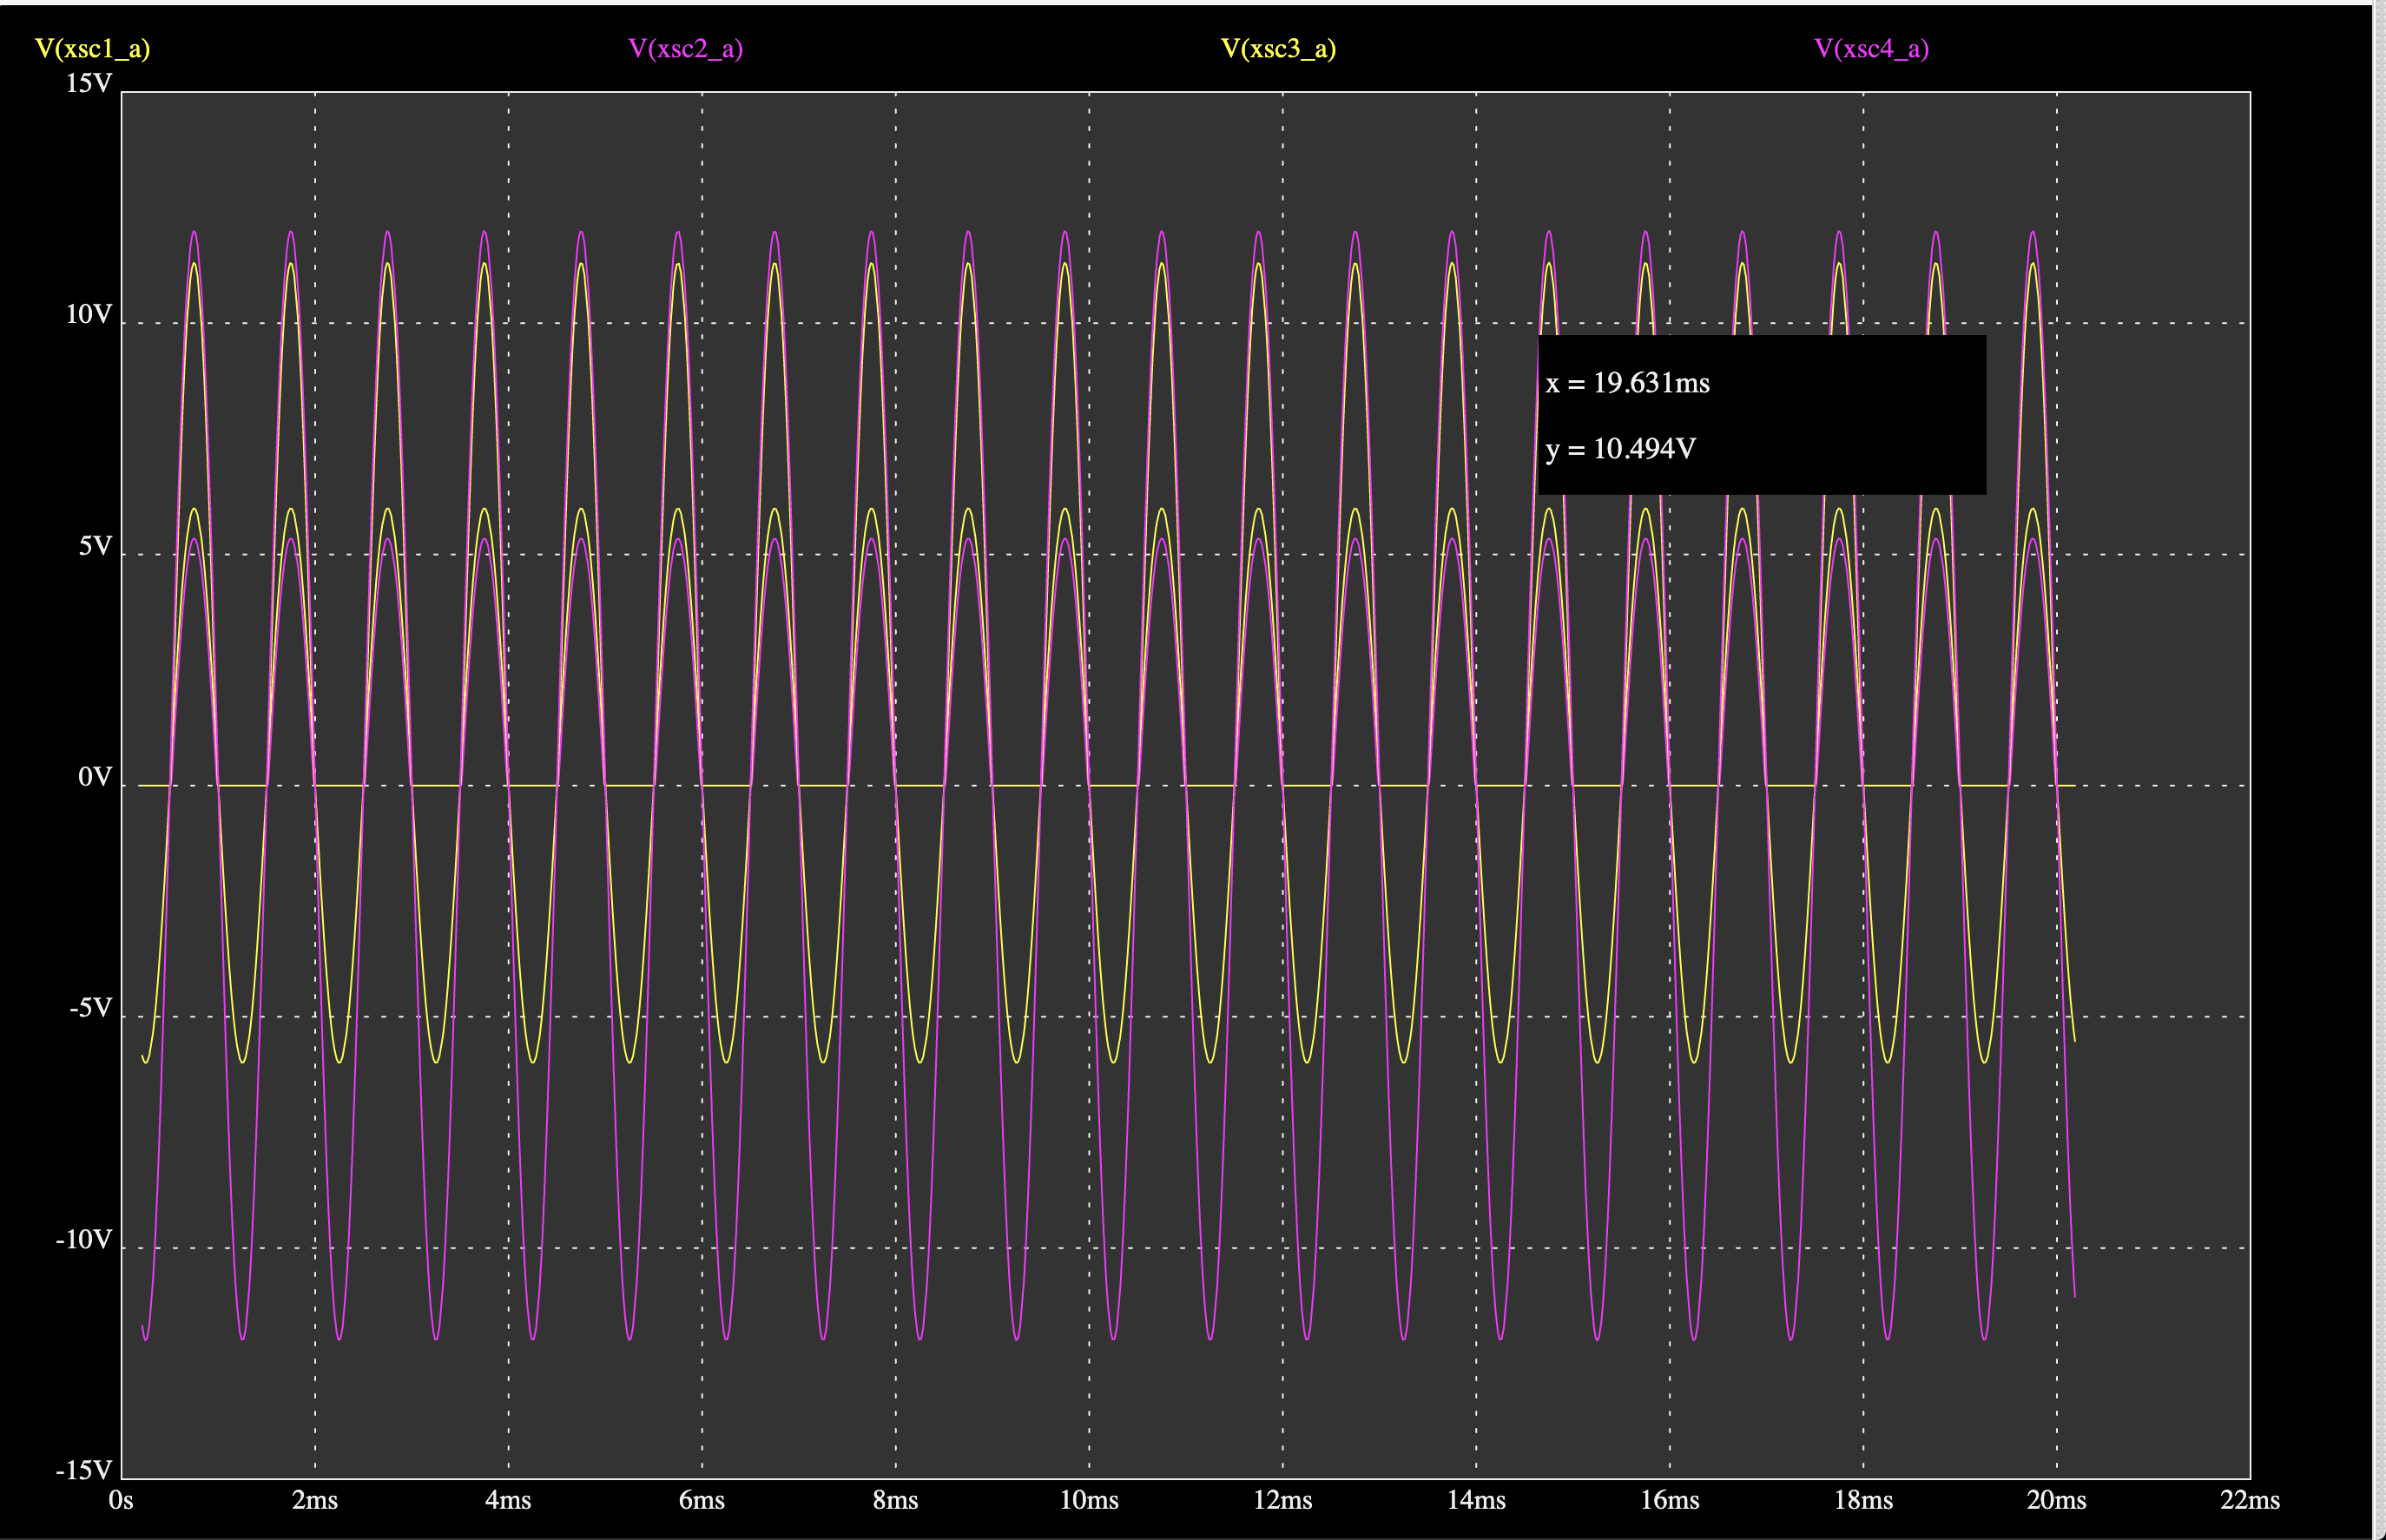 V(xsc1_a) V(xsc2_a) V(xsc3_a) V(xsc4_a)
15V
10V
x = 19.631ms
y = 10.494V
5V
0V
-5V
-10V
-15V
0s 2ms 4ms 6ms 8ms 10ms 12ms 14ms 16ms 18ms 20ms 22ms